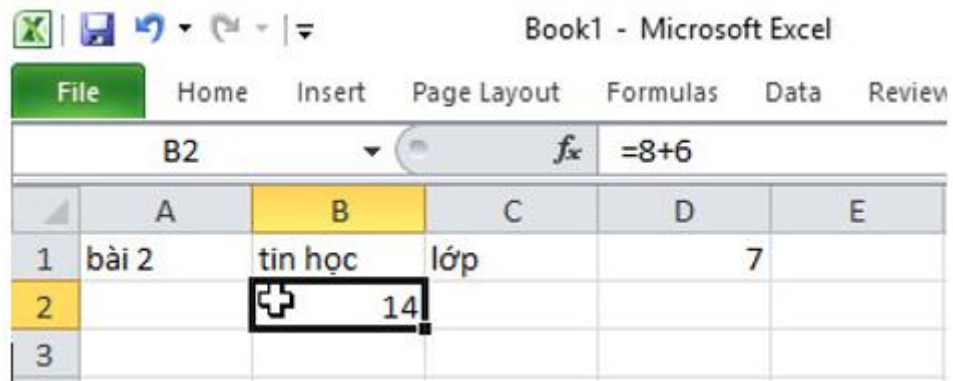 Book1 - Microsoft Excel
File Home Insert Page Layout Formulas Data Review
B2 fx =8+6
A B C D E
1 bài 2 tin học lớp 7
2 14
3